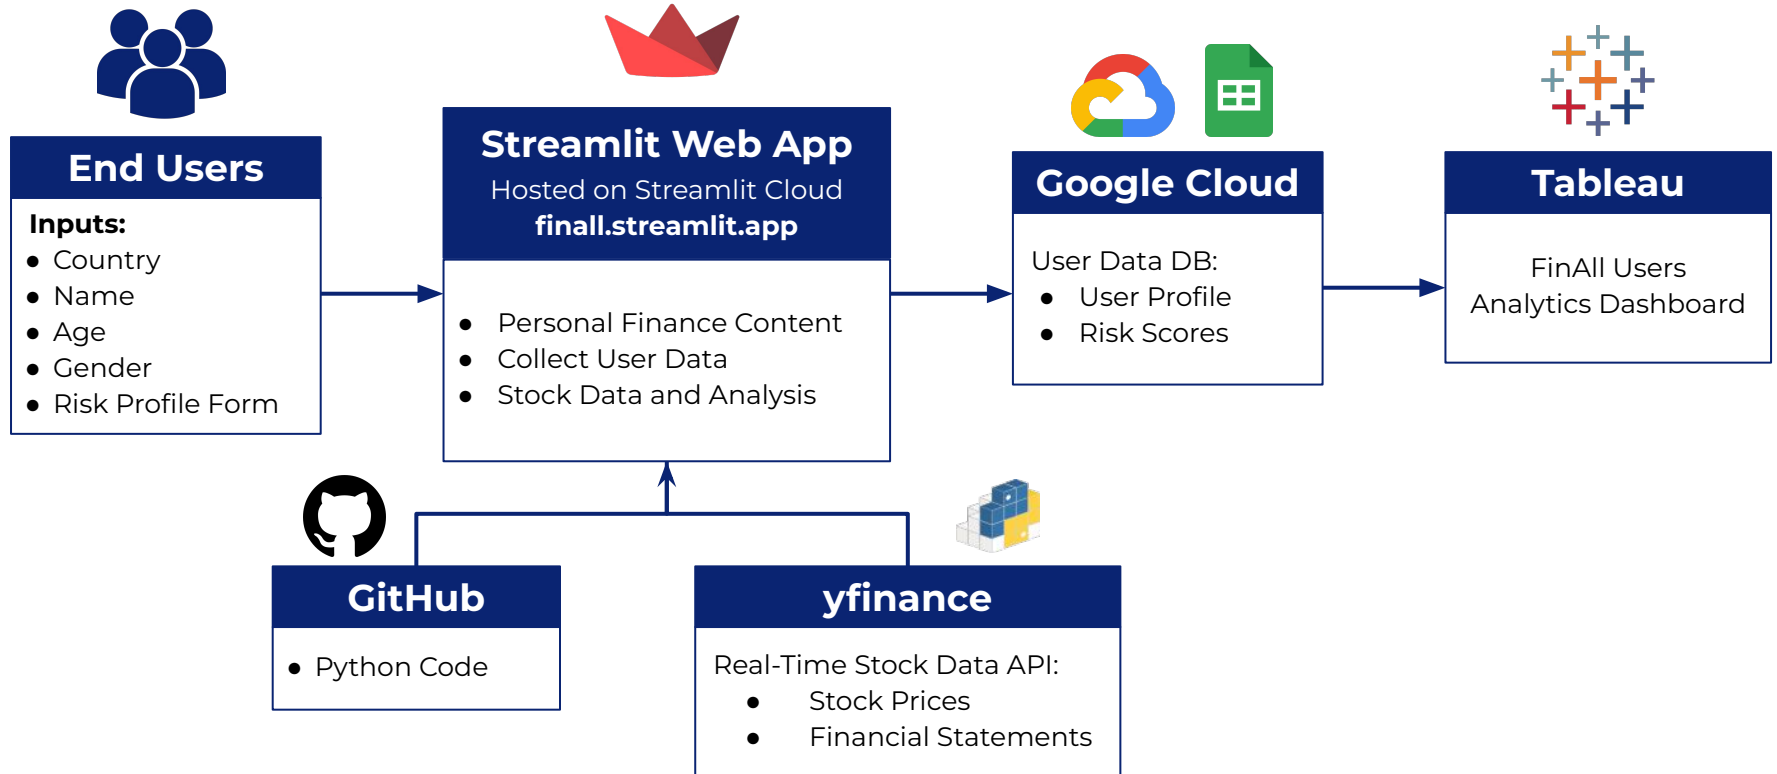 End Users
Inputs:
● Country
● Name
● Age
● Gender
● Risk Profile Form
Streamlit Web App
Hosted on Streamlit Cloud
finall.streamlit.app
● Personal Finance Content
● Collect User Data
● Stock Data and Analysis
Google Cloud
User Data DB:
● User Profile
● Risk Scores
Tableau
FinAll Users
Analytics Dashboard
GitHub
● Python Code
yfinance
Real-Time Stock Data API:
● Stock Prices
● Financial Statements